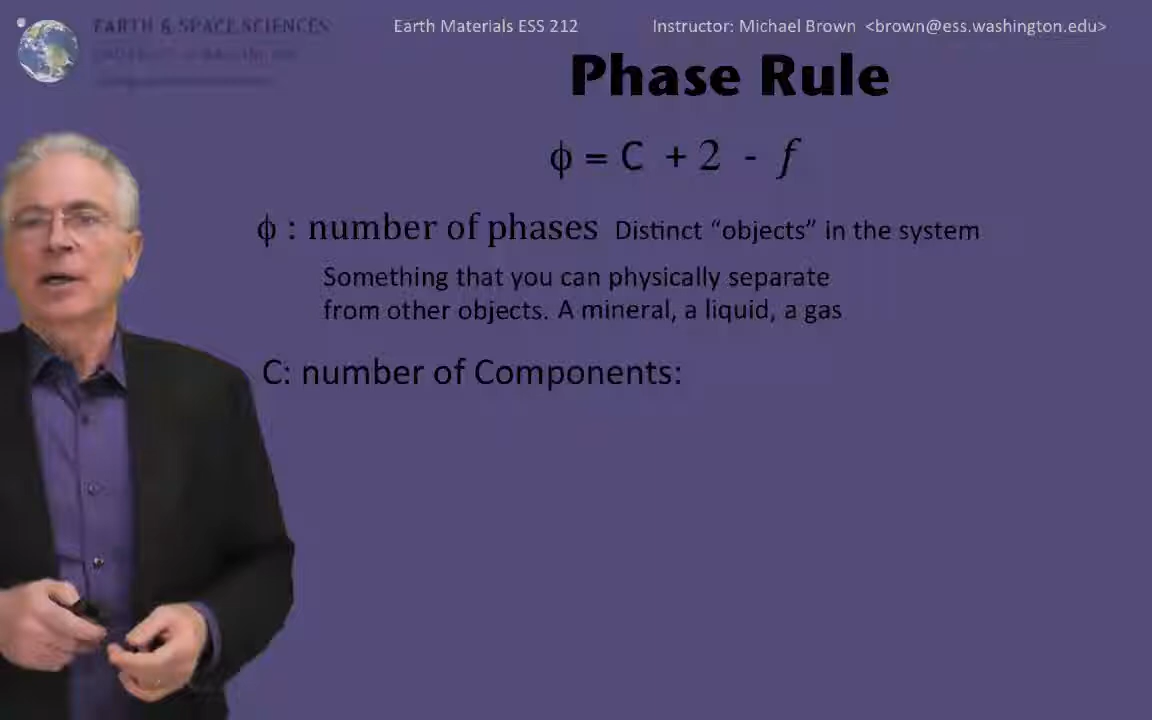 EARTH & SPACE SCIENCES
Earth Materials ESS 212
Instructor: Michael Brown <brown@ess.washington.edu>
Phase Rule
ϕ = C + 2 - f
ϕ : number of phases Distinct “objects” in the system
Something that you can physically separate
from other objects. A mineral, a liquid, a gas
C: number of Components: